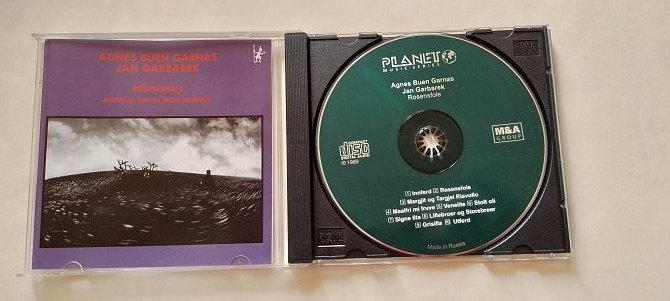 AGNES BUEN GARNAS
JAN GARBAREK
ROSENSFOLE
MEDIEVAL SONGS FROM NORWAY
PLANET
MUSIC SERIES
Agnes Buen Garnas
Jan Garbarek
Rosensfole
COMPACT
disc
DIGITAL AUDIO
℗ 1989
M&A
GROUP
1 Innferd 2 Rosensfole
3 Margjit og Targjei Risvollo
4 Maalfri mi fruve 5 Venelite 6 Stolt oli
7 Signe lita 8 Lillebroer og Storebroer
9 Grisilla 10 Utferd
Made in Russia